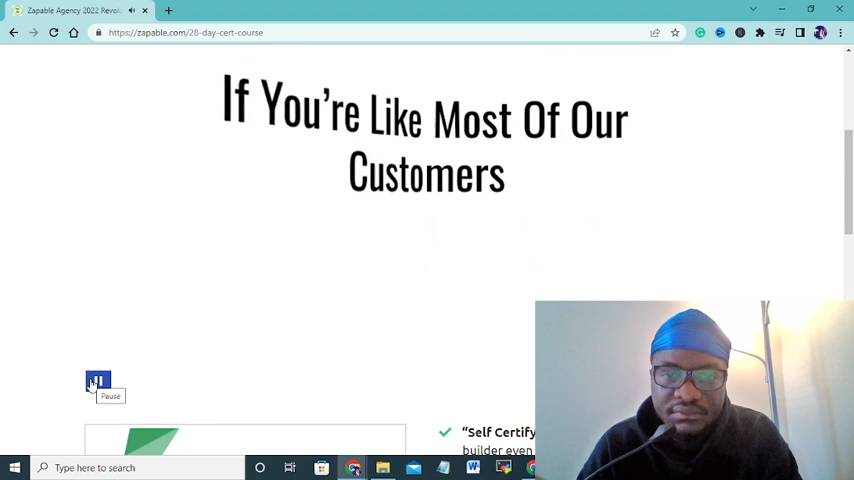 Zapable Agency 2022 Revolu
https://zapable.com/28-day-cert-course
If You're Like Most Of Our
Customers
Pause
"Self Certify
builder even
Type here to search